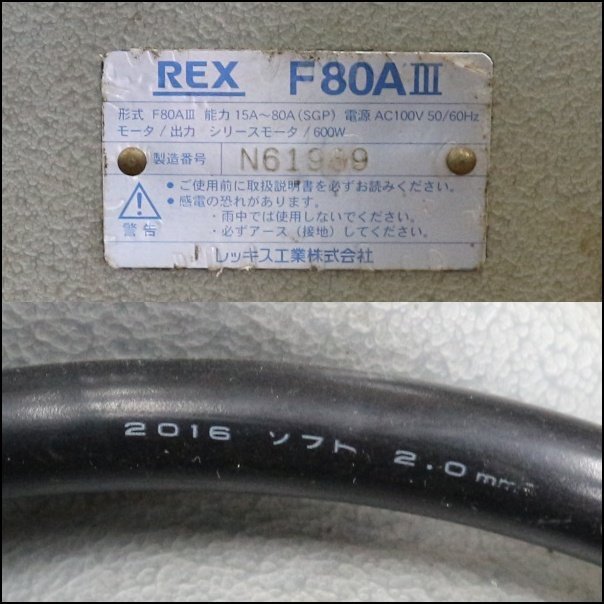 REX F80AⅢ
形式 F80AⅢ 能力 15A～80A(SGP) 電源 AC100V 50/60Hz
モータ/出力 シリースモータ/600W
製造番号
●ご使用前に取扱説明書を必ずお読みください。
●感電の恐れがあります。
・雨中では使用しないでください。
・必ずアース(接地)してください。
警告
レッキス工業株式会社
2016 ソフト 2.0mm²